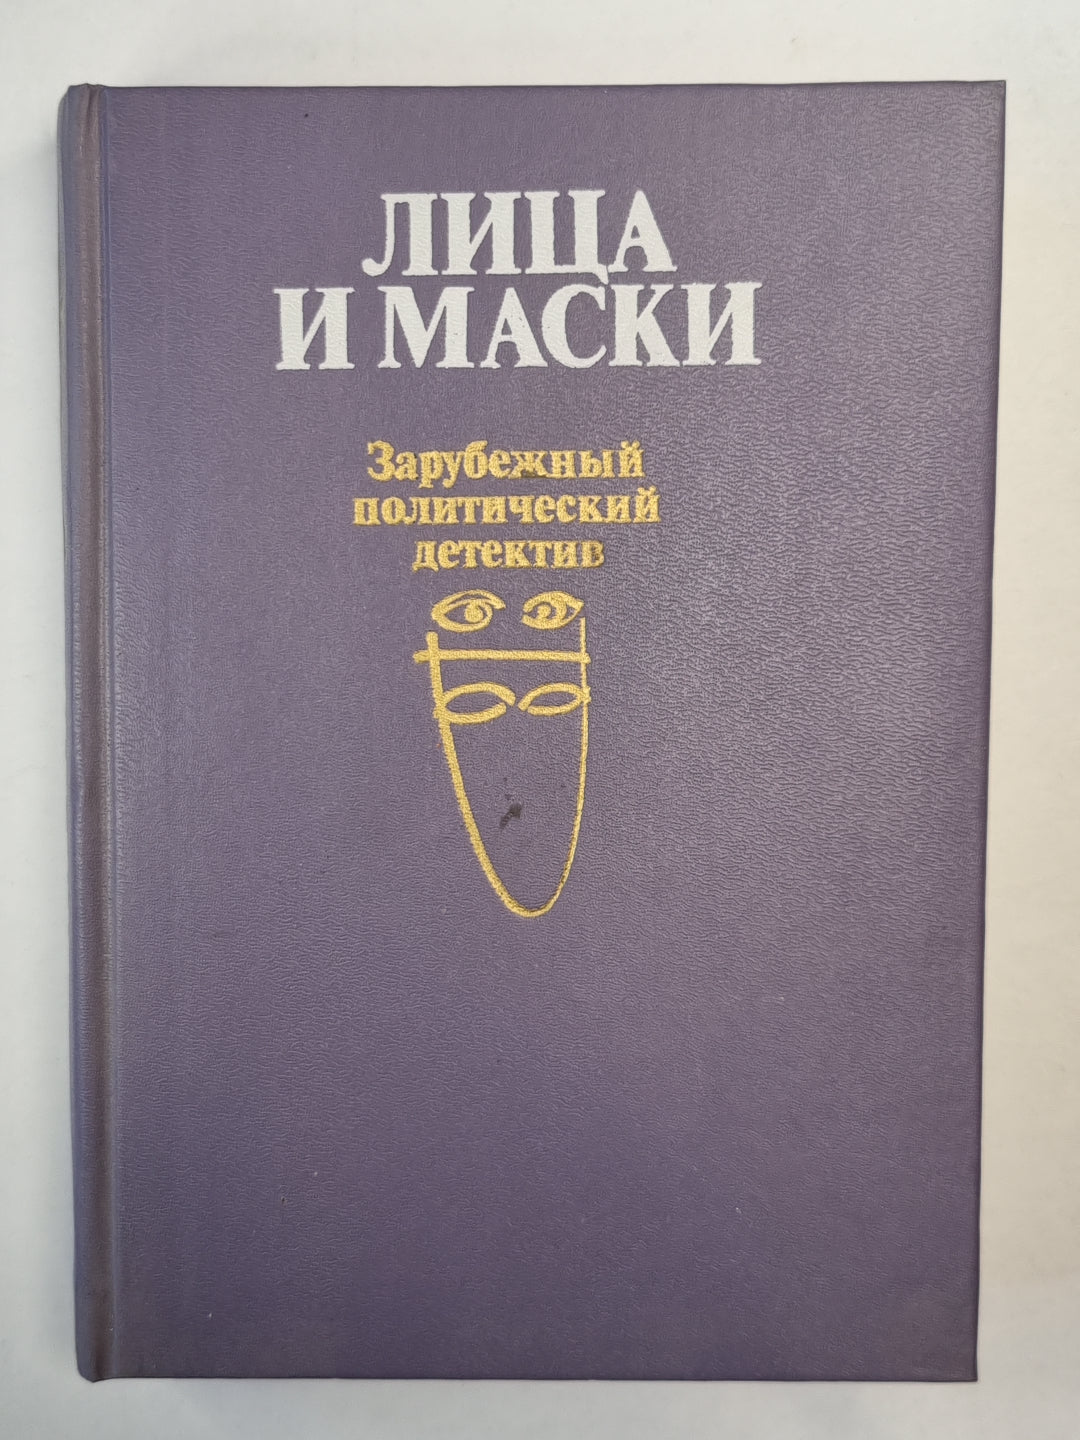 ЛИЦА
И МАСКИ
Зарубежный
политический
детектив